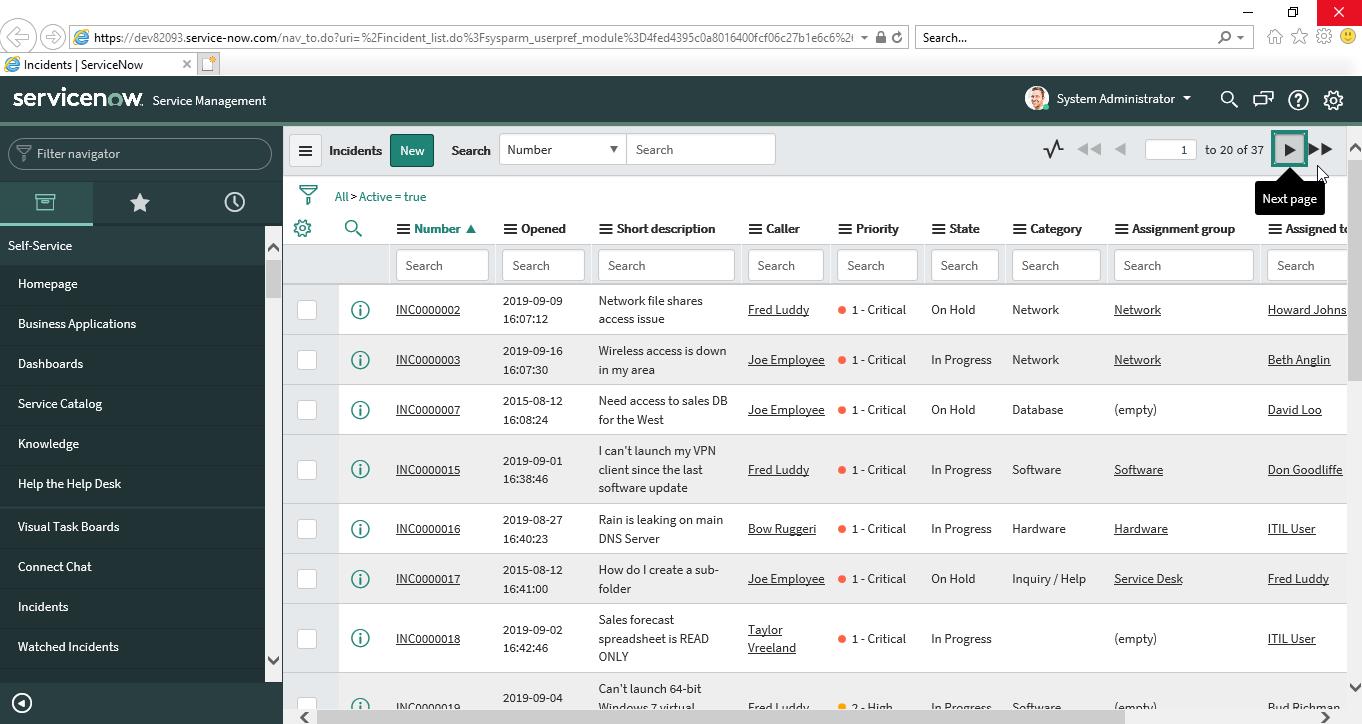 https://dev82093.service-now.com/nav_to.do?uri=%2Fincident_list.do%3Fsysparm_userpref_module%3D4fed4395c0a8016400fcf06c27b1e6c6%2
Search...
Incidents | ServiceNow
servicenow. Service Management
System Administrator
Filter navigator
Incidents New Search Number Search
1 to 20 of 37
Next page
All > Active = true
Number Opened Short description Caller Priority State Category Assignment group Assigned to
Search Search Search Search Search Search Search Search Search
INC0000002 2019-09-09 16:07:12 Network file shares access issue Fred Luddy 1 - Critical On Hold Network Network Howard Johns
INC0000003 2019-09-16 16:07:30 Wireless access is down in my area Joe Employee 1 - Critical In Progress Network Network Beth Anglin
INC0000007 2015-08-12 16:08:24 Need access to sales DB for the West Joe Employee 1 - Critical On Hold Database (empty) David Loo
INC0000015 2019-09-01 16:38:46 I can't launch my VPN client since the last software update Fred Luddy 1 - Critical In Progress Software Software Don Goodliffe
INC0000016 2019-08-27 16:40:23 Rain is leaking on main DNS Server Bow Ruggeri 1 - Critical In Progress Hardware Hardware ITIL User
INC0000017 2015-08-12 16:41:00 How do I create a sub-folder Joe Employee 1 - Critical On Hold Inquiry / Help Service Desk Fred Luddy
INC0000018 2019-09-02 16:42:46 Sales forecast spreadsheet is READ ONLY Taylor Vreeland 1 - Critical In Progress (empty) ITIL User
INC0000019 2019-09-04 Can't launch 64-bit Windows 7 virtual Fred Luddy 2 - High In Progress Software (empty) Bud Richman
Self-Service
Homepage
Business Applications
Dashboards
Service Catalog
Knowledge
Help the Help Desk
Visual Task Boards
Connect Chat
Incidents
Watched Incidents